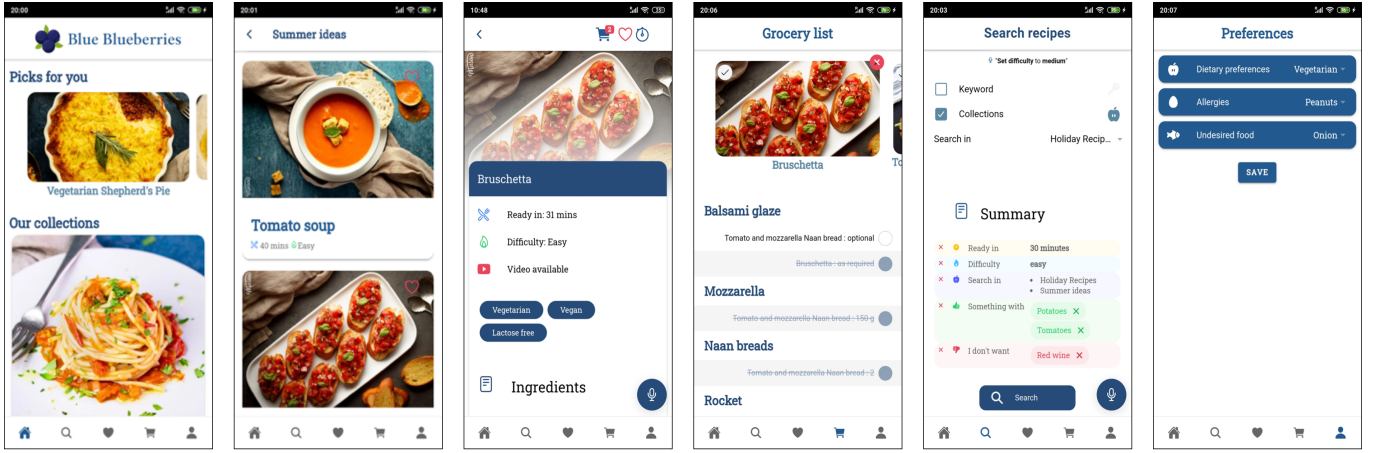 20:00
Blue Blueberries
Picks for you
Vegetarian Shepherd's Pie
Our collections
20:01
Summer ideas
Tomato soup
40 mins Easy
10:48
2
Bruschetta
Ready in: 31 mins
Difficulty: Easy
Video available
Vegetarian Vegan
Lactose free
Ingredients
20:06
Grocery list
Bruschetta
To
Balsami glaze
Tomato and mozzarella Naan bread : optional
Bruschetta : as required
Mozzarella
Tomato and mozzarella Naan bread : 150 g
Naan breads
Tomato and mozzarella Naan bread : 2
Rocket
20:03
Search recipes
"Set difficulty to medium"
Keyword
Collections
Search in Holiday Recip...
Summary
Ready in 30 minutes
Difficulty easy
Search in • Holiday Recipes
• Summer ideas
Something with Potatoes X
Tomatoes X
I don't want Red wine X
Search
20:07
Preferences
Dietary preferences Vegetarian
Allergies Peanuts
Undesired food Onion
SAVE